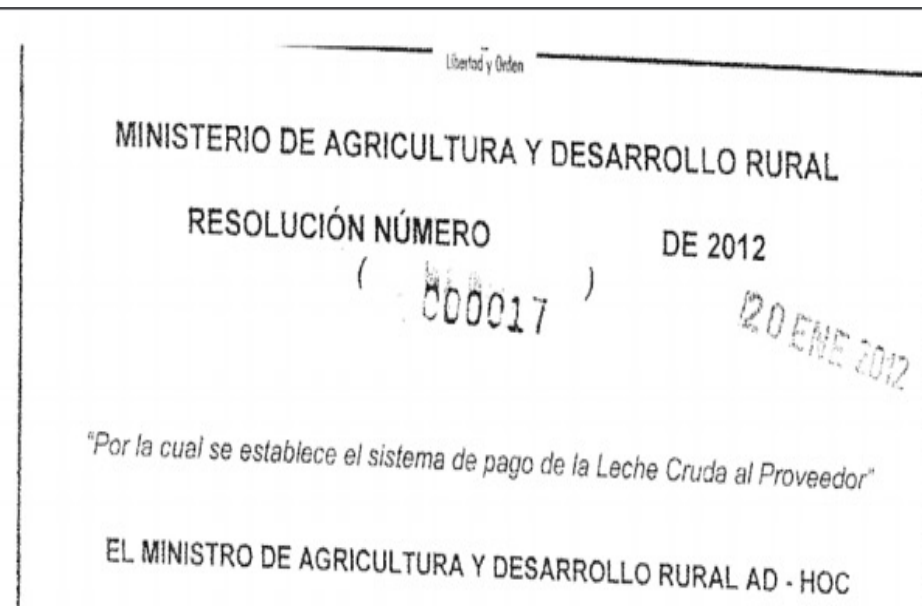 Libertad y Orden
MINISTERIO DE AGRICULTURA Y DESARROLLO RURAL
RESOLUCIÓN NÚMERO DE 2012
( 000017 )
20 ENE 2012
"Por la cual se establece el sistema de pago de la Leche Cruda al Proveedor"
EL MINISTRO DE AGRICULTURA Y DESARROLLO RURAL AD - HOC